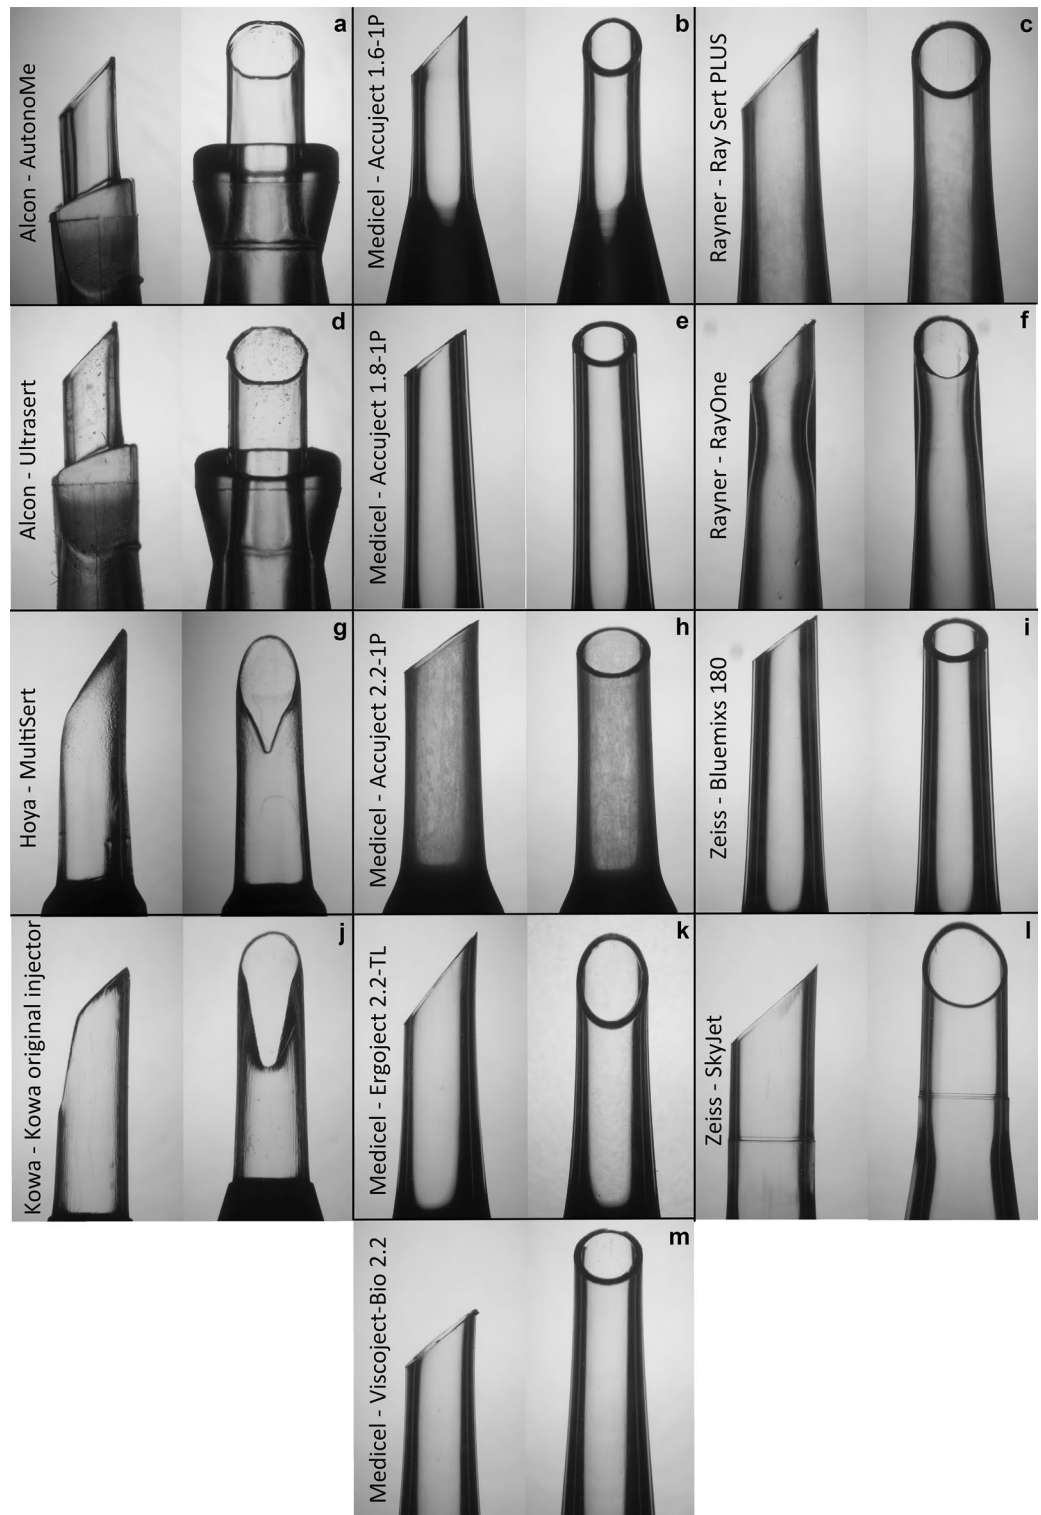 Alcon - AutonoMe
a
Medicel - Accuject 1.6-1P
b
Rayner - Ray Sert PLUS
c
Alcon - Ultrasert
d
Medicel - Accuject 1.8-1P
e
Rayner - RayOne
f
Hoya - MultiSert
g
Medicel - Accuject 2.2-1P
h
Zeiss - Bluemixs 180
i
Kowa - Kowa original injector
j
Medicel - Ergoject 2.2-TL
k
Zeiss - SkyJet
l
Medicel - Viscoject-Bio 2.2
m